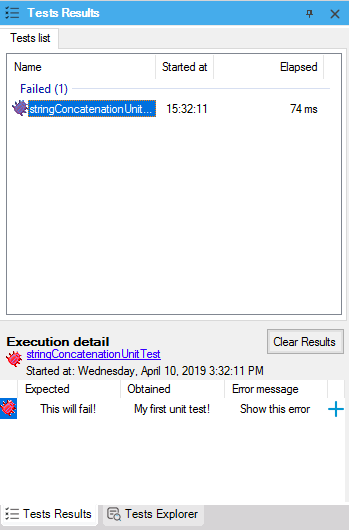 Tests Results
Tests list
Name Started at Elapsed
Failed (1)
stringConcatenationUnit... 15:32:11 74 ms
Execution detail
Clear Results
stringConcatenationUnitTest
Started at: Wednesday, April 10, 2019 3:32:11 PM
Expected Obtained Error message
This will fail! My first unit test! Show this error
Tests Results Tests Explorer